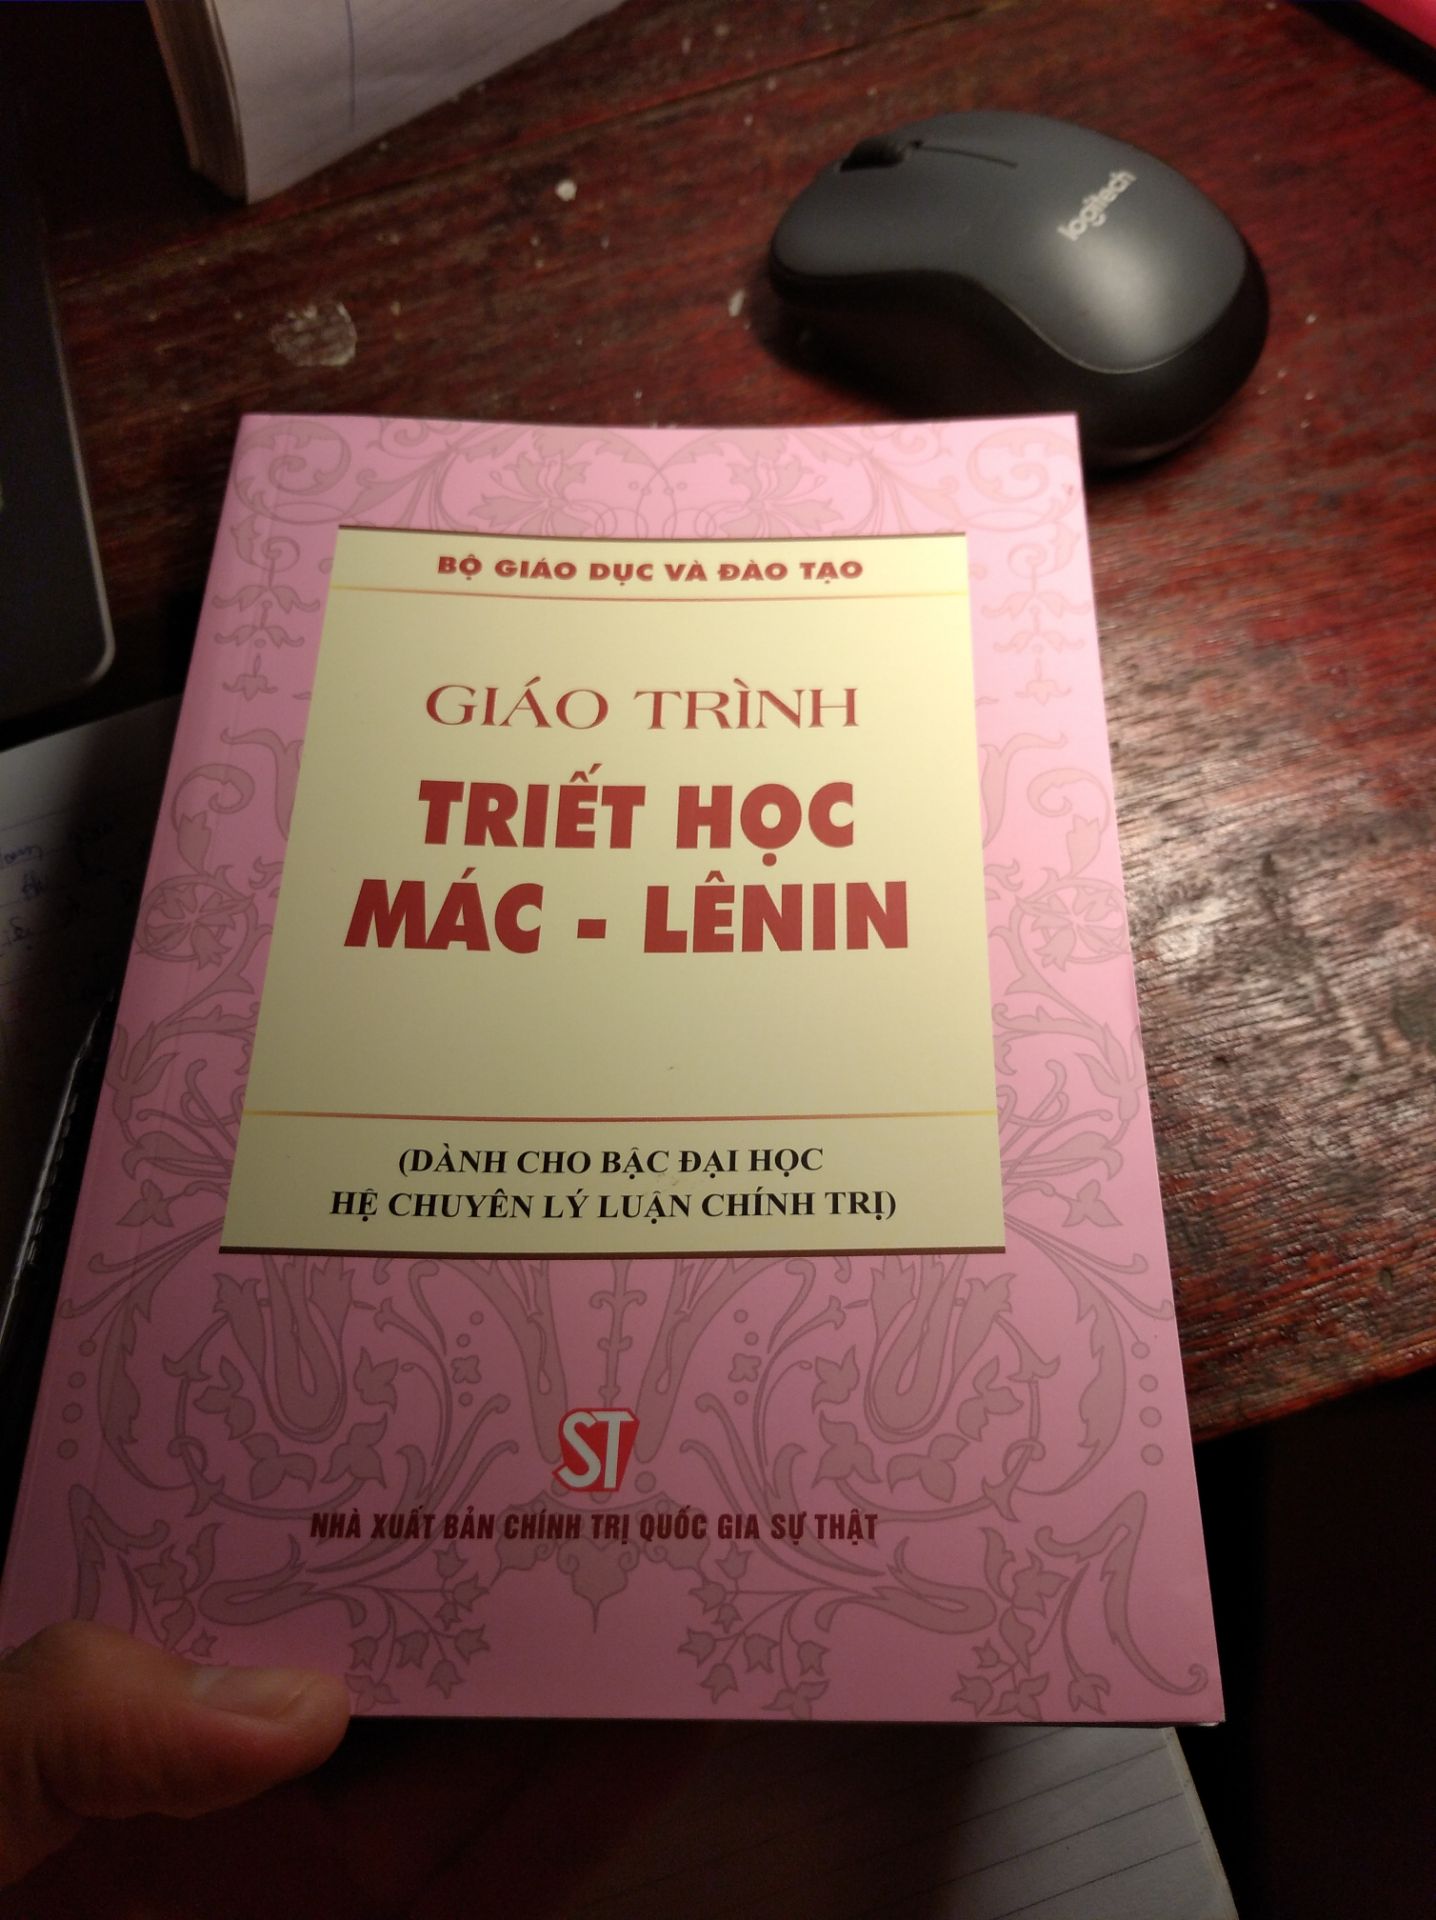 logitech
BỘ GIÁO DỤC VÀ ĐÀO TẠO
GIÁO TRÌNH
TRIẾT HỌC
MÁC - LÊNIN
(DÀNH CHO BẬC ĐẠI HỌC
HỆ CHUYÊN LÝ LUẬN CHÍNH TRỊ)
ST
NHÀ XUẤT BẢN CHÍNH TRỊ QUỐC GIA SỰ THẬT